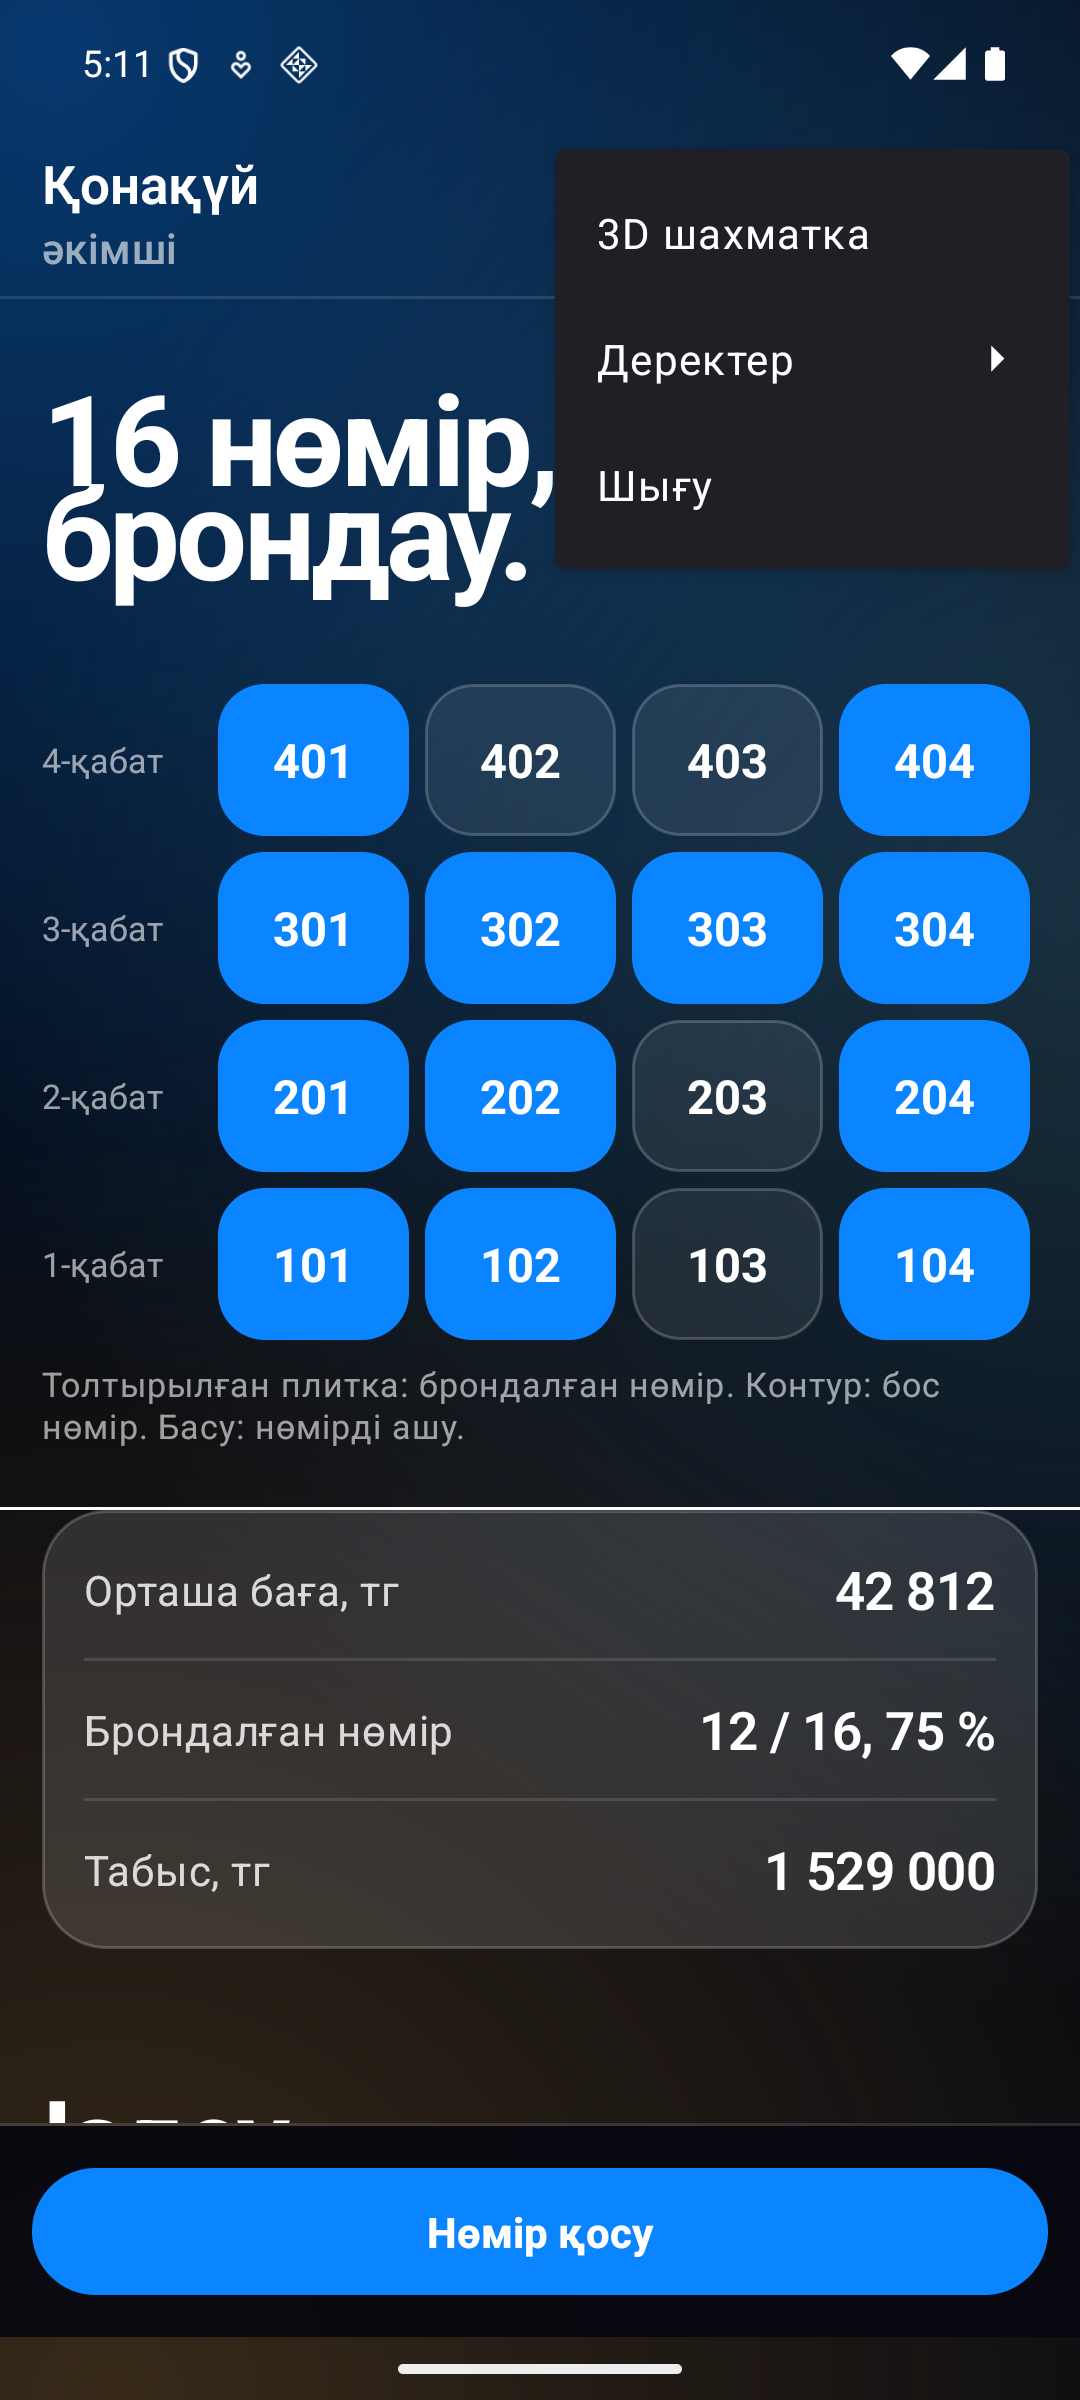 5:11
Қонақүй
әкімші
3D шахматка
Деректер
Шығу
16 нөмір,
брондау.
4-қабат 401 402 403 404
3-қабат 301 302 303 304
2-қабат 201 202 203 204
1-қабат 101 102 103 104
Толтырылған плитка: брондалған нөмір. Контур: бос
нөмір. Басу: нөмірді ашу.
Орташа баға, тг 42 812
Брондалған нөмір 12 / 16, 75 %
Табыс, тг 1 529 000
Нөмір қосу